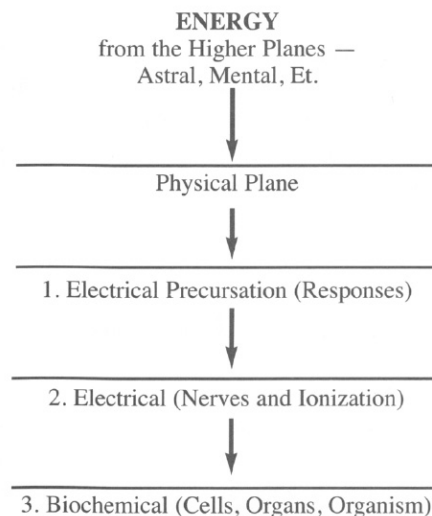 ENERGY
from the Higher Planes —
Astral, Mental, Et.
Physical Plane
1. Electrical Precursation (Responses)
2. Electrical (Nerves and Ionization)
3. Biochemical (Cells, Organs, Organism)